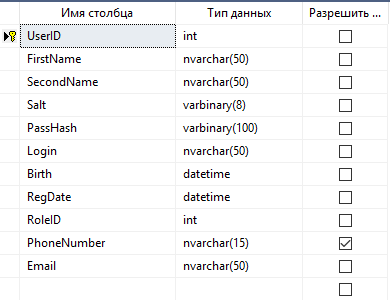 Имя столбца Тип данных Разрешить ...
UserID int
FirstName nvarchar(50)
SecondName nvarchar(50)
Salt varbinary(8)
PassHash varbinary(100)
Login nvarchar(50)
Birth datetime
RegDate datetime
RoleID int
PhoneNumber nvarchar(15)
Email nvarchar(50)